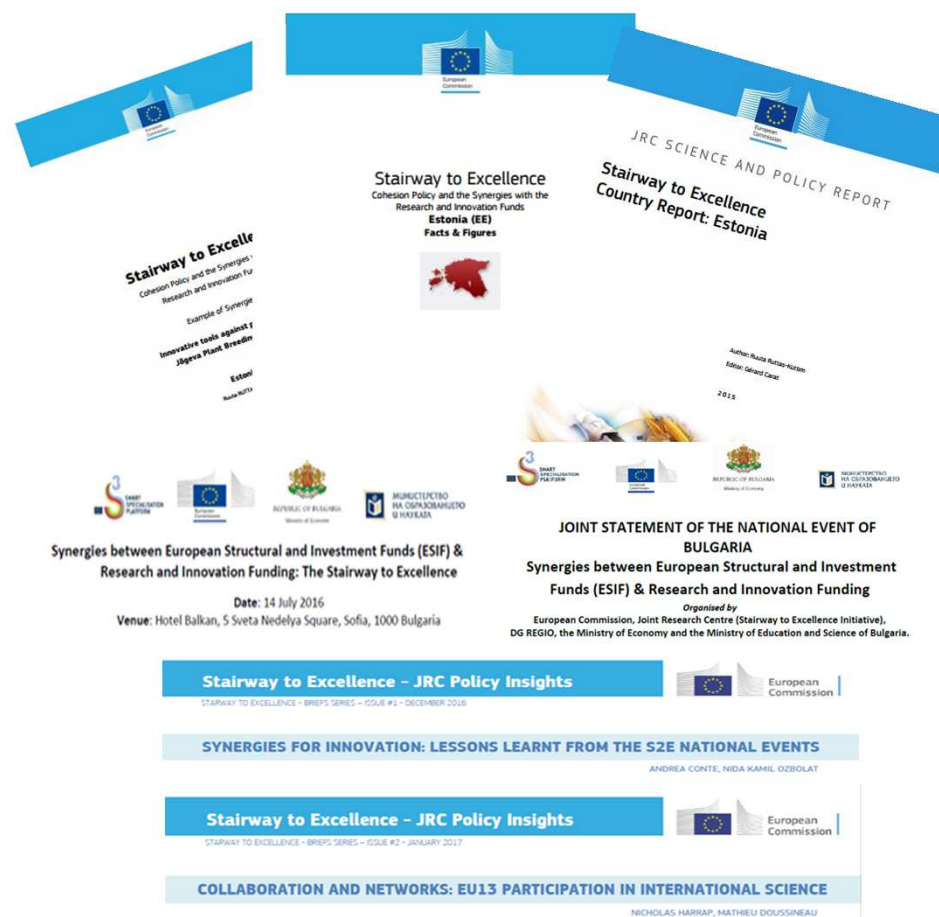 European
Commission
European
Commission
European
Commission
JRC SCIENCE AND POLICY REPORT
Stairway to Excellence
Country Report: Estonia
Stairway to Excellence
Cohesion Policy and the Synergies with the
Research and Innovation Funds
Estonia (EE)
Facts & Figures
Stairway to Excelle
Cohesion Policy and the Synergies
Research and Innovation Fu
Example of Synergie
Innovative tools against
Jõgeva Plant Breedin
Eston
Author: Ruuta Ruttas-Küttim
Editor: Gérard Carat
2015
3
S
SMART
SPECIALISATION
PLATFORM
European
Commission
REPUBLIC OF BULGARIA
Ministry of Economy
МИНИСТЕРСТВО
НА ОБРАЗОВАНИЕТО
И НАУКАТА
Synergies between European Structural and Investment Funds (ESIF) &
Research and Innovation Funding: The Stairway to Excellence
Date: 14 July 2016
Venue: Hotel Balkan, 5 Sveta Nedelya Square, Sofia, 1000 Bulgaria
3
S
SMART
SPECIALISATION
PLATFORM
European
Commission
REPUBLIC OF BULGARIA
Ministry of Economy
МИНИСТЕРСТВО
НА ОБРАЗОВАНИЕТО
И НАУКАТА
JOINT STATEMENT OF THE NATIONAL EVENT OF
BULGARIA
Synergies between European Structural and Investment
Funds (ESIF) & Research and Innovation Funding
Organised by
European Commission, Joint Research Centre (Stairway to Excellence Initiative),
DG REGIO, the Ministry of Economy and the Ministry of Education and Science of Bulgaria.
Stairway to Excellence – JRC Policy Insights
European
Commission
STARWAY TO EXCELLENCE - BRIEFS SERIES – ISSUE #1 - DECEMBER 2016
SYNERGIES FOR INNOVATION: LESSONS LEARNT FROM THE S2E NATIONAL EVENTS
ANDREA CONTE, NIDA KAMIL OZBOLAT
Stairway to Excellence – JRC Policy Insights
European
Commission
STARWAY TO EXCELLENCE - BRIEFS SERIES – ISSUE #2 - JANUARY 2017
COLLABORATION AND NETWORKS: EU13 PARTICIPATION IN INTERNATIONAL SCIENCE
NICHOLAS HARRAP, MATHIEU DOUSSINEAU